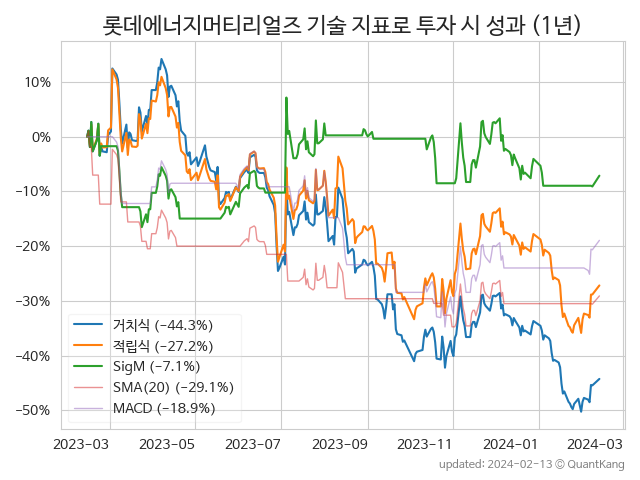 롯데에너지머티리얼즈 기술 지표로 투자 시 성과 (1년)
10%
0%
−10%
−20%
−30%
−40%
−50%
거치식 (−44.3%)
적립식 (−27.2%)
SigM (−7.1%)
SMA(20) (−29.1%)
MACD (−18.9%)
2023−03
2023−05
2023−07
2023−09
2023−11
2024−01
2024−03
updated: 2024−02−13 © QuantKang